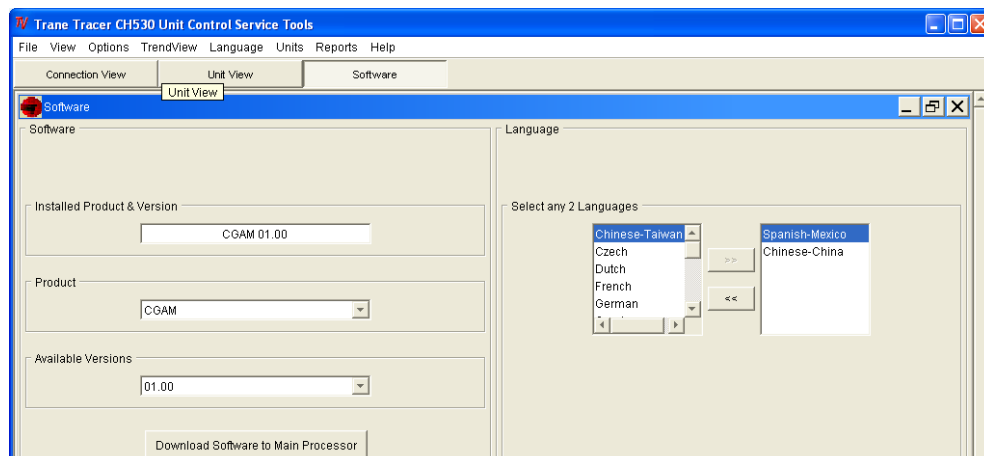 Trane Tracer CH530 Unit Control Service Tools
File View Options TrendView Language Units Reports Help
Connection View Unit View Software
Unit View
Software
Software
Installed Product & Version
CGAM 01.00
Product
CGAM
Available Versions
01.00
Download Software to Main Processor
Language
Select any 2 Languages
Chinese-Taiwan
Czech
Dutch
French
German
>>
<<
Spanish-Mexico
Chinese-China